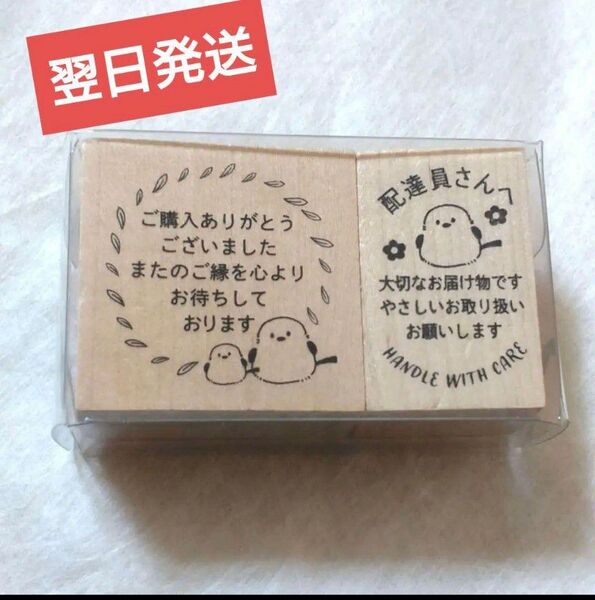 翌日発送
ご購入ありがとう
ございました
またのご縁を心より
お待ちして
おります
配達員さんへ
大切なお届け物です
やさしいお取り扱い
お願いします
HANDLE WITH CARE